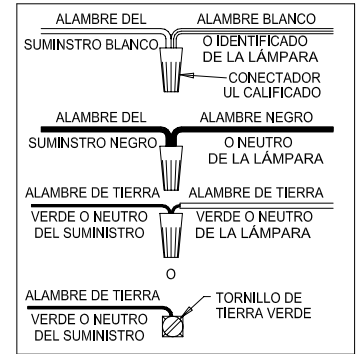 ALAMBRE DEL ALAMBRE BLANCO
SUMINSTRO BLANCO O IDENTIFICADO
DE LA LÁMPARA
CONECTADOR
UL CALIFICADO
ALAMBRE DEL ALAMBRE NEGRO
SUMINSTRO NEGRO O NEUTRO
DE LA LÁMPARA
ALAMBRE DE TIERRA ALAMBRE DE TIERRA
VERDE O NEUTRO VERDE O NEUTRO
DEL SUMINISTRO DE LA LÁMPARA
O
ALAMBRE DE TIERRA TORNILLO DE
TIERRA VERDE
VERDE O NEUTRO
DEL SUMINISTRO